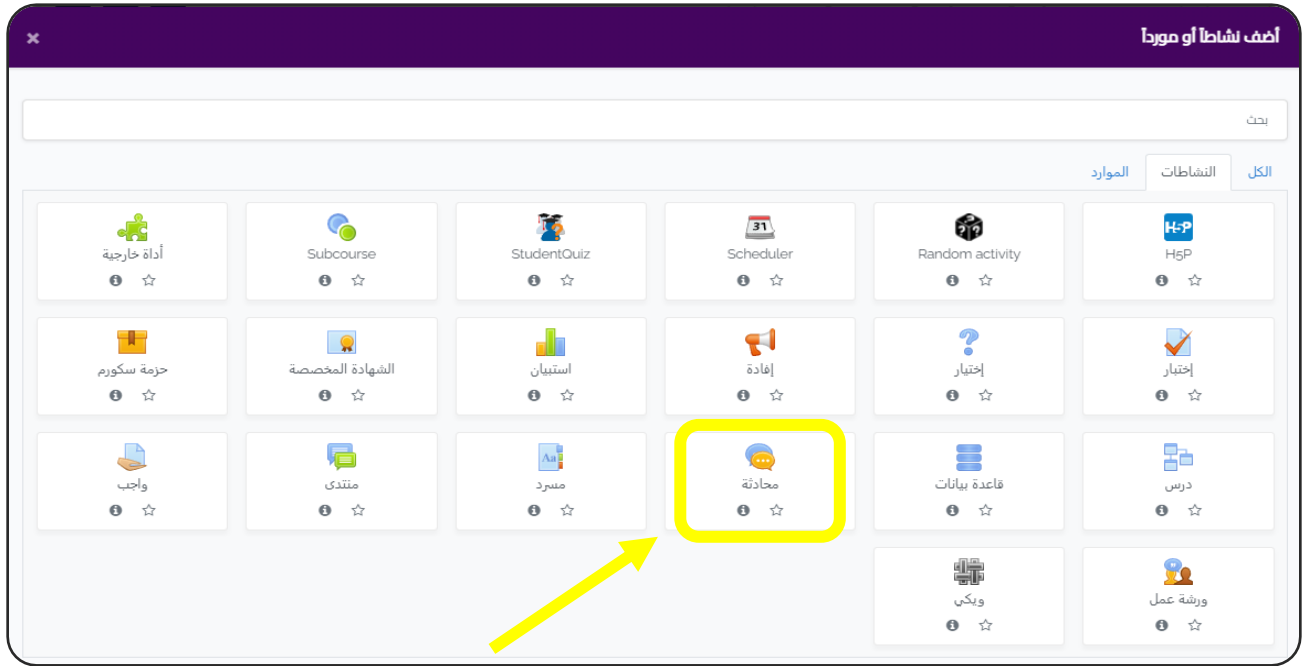 أضف نشاطاً أو مورداً
بحث
الكل النشاطات الموارد
H5P
H5P Random activity Scheduler StudentQuiz Subcourse أداة خارجية
إختبار إختيار إفادة استبيان الشهادة المخصصة حزمة سكورم
درس قاعدة بيانات محادثة مسرد منتدى واجب
ورشة عمل ويكي